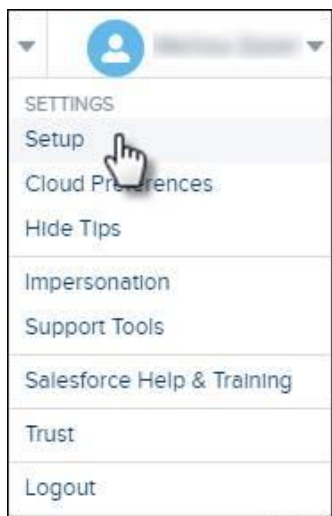 SETTINGS
Setup
Cloud Preferences
Hide Tips
Impersonation
Support Tools
Salesforce Help & Training
Trust
Logout